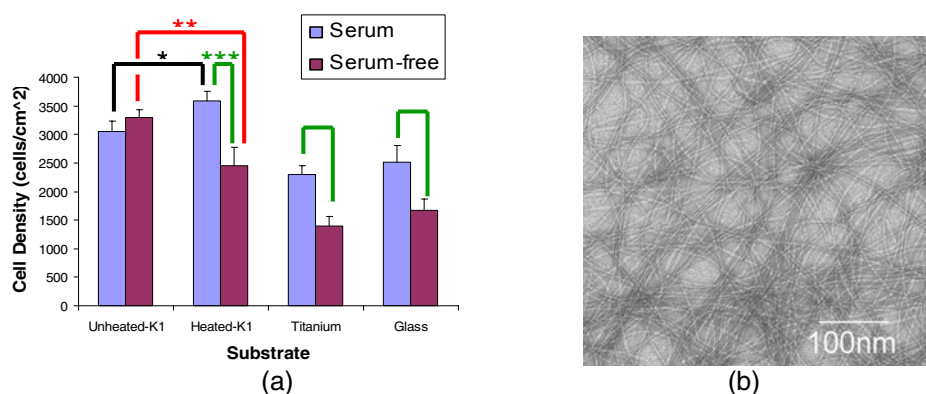 **
*
***
Serum
Serum-free
Cell Density (cells/cm^2)
4000
3500
3000
2500
2000
1500
1000
500
0
Unheated-K1 Heated-K1 Titanium Glass
Substrate
(a)
100nm
(b)